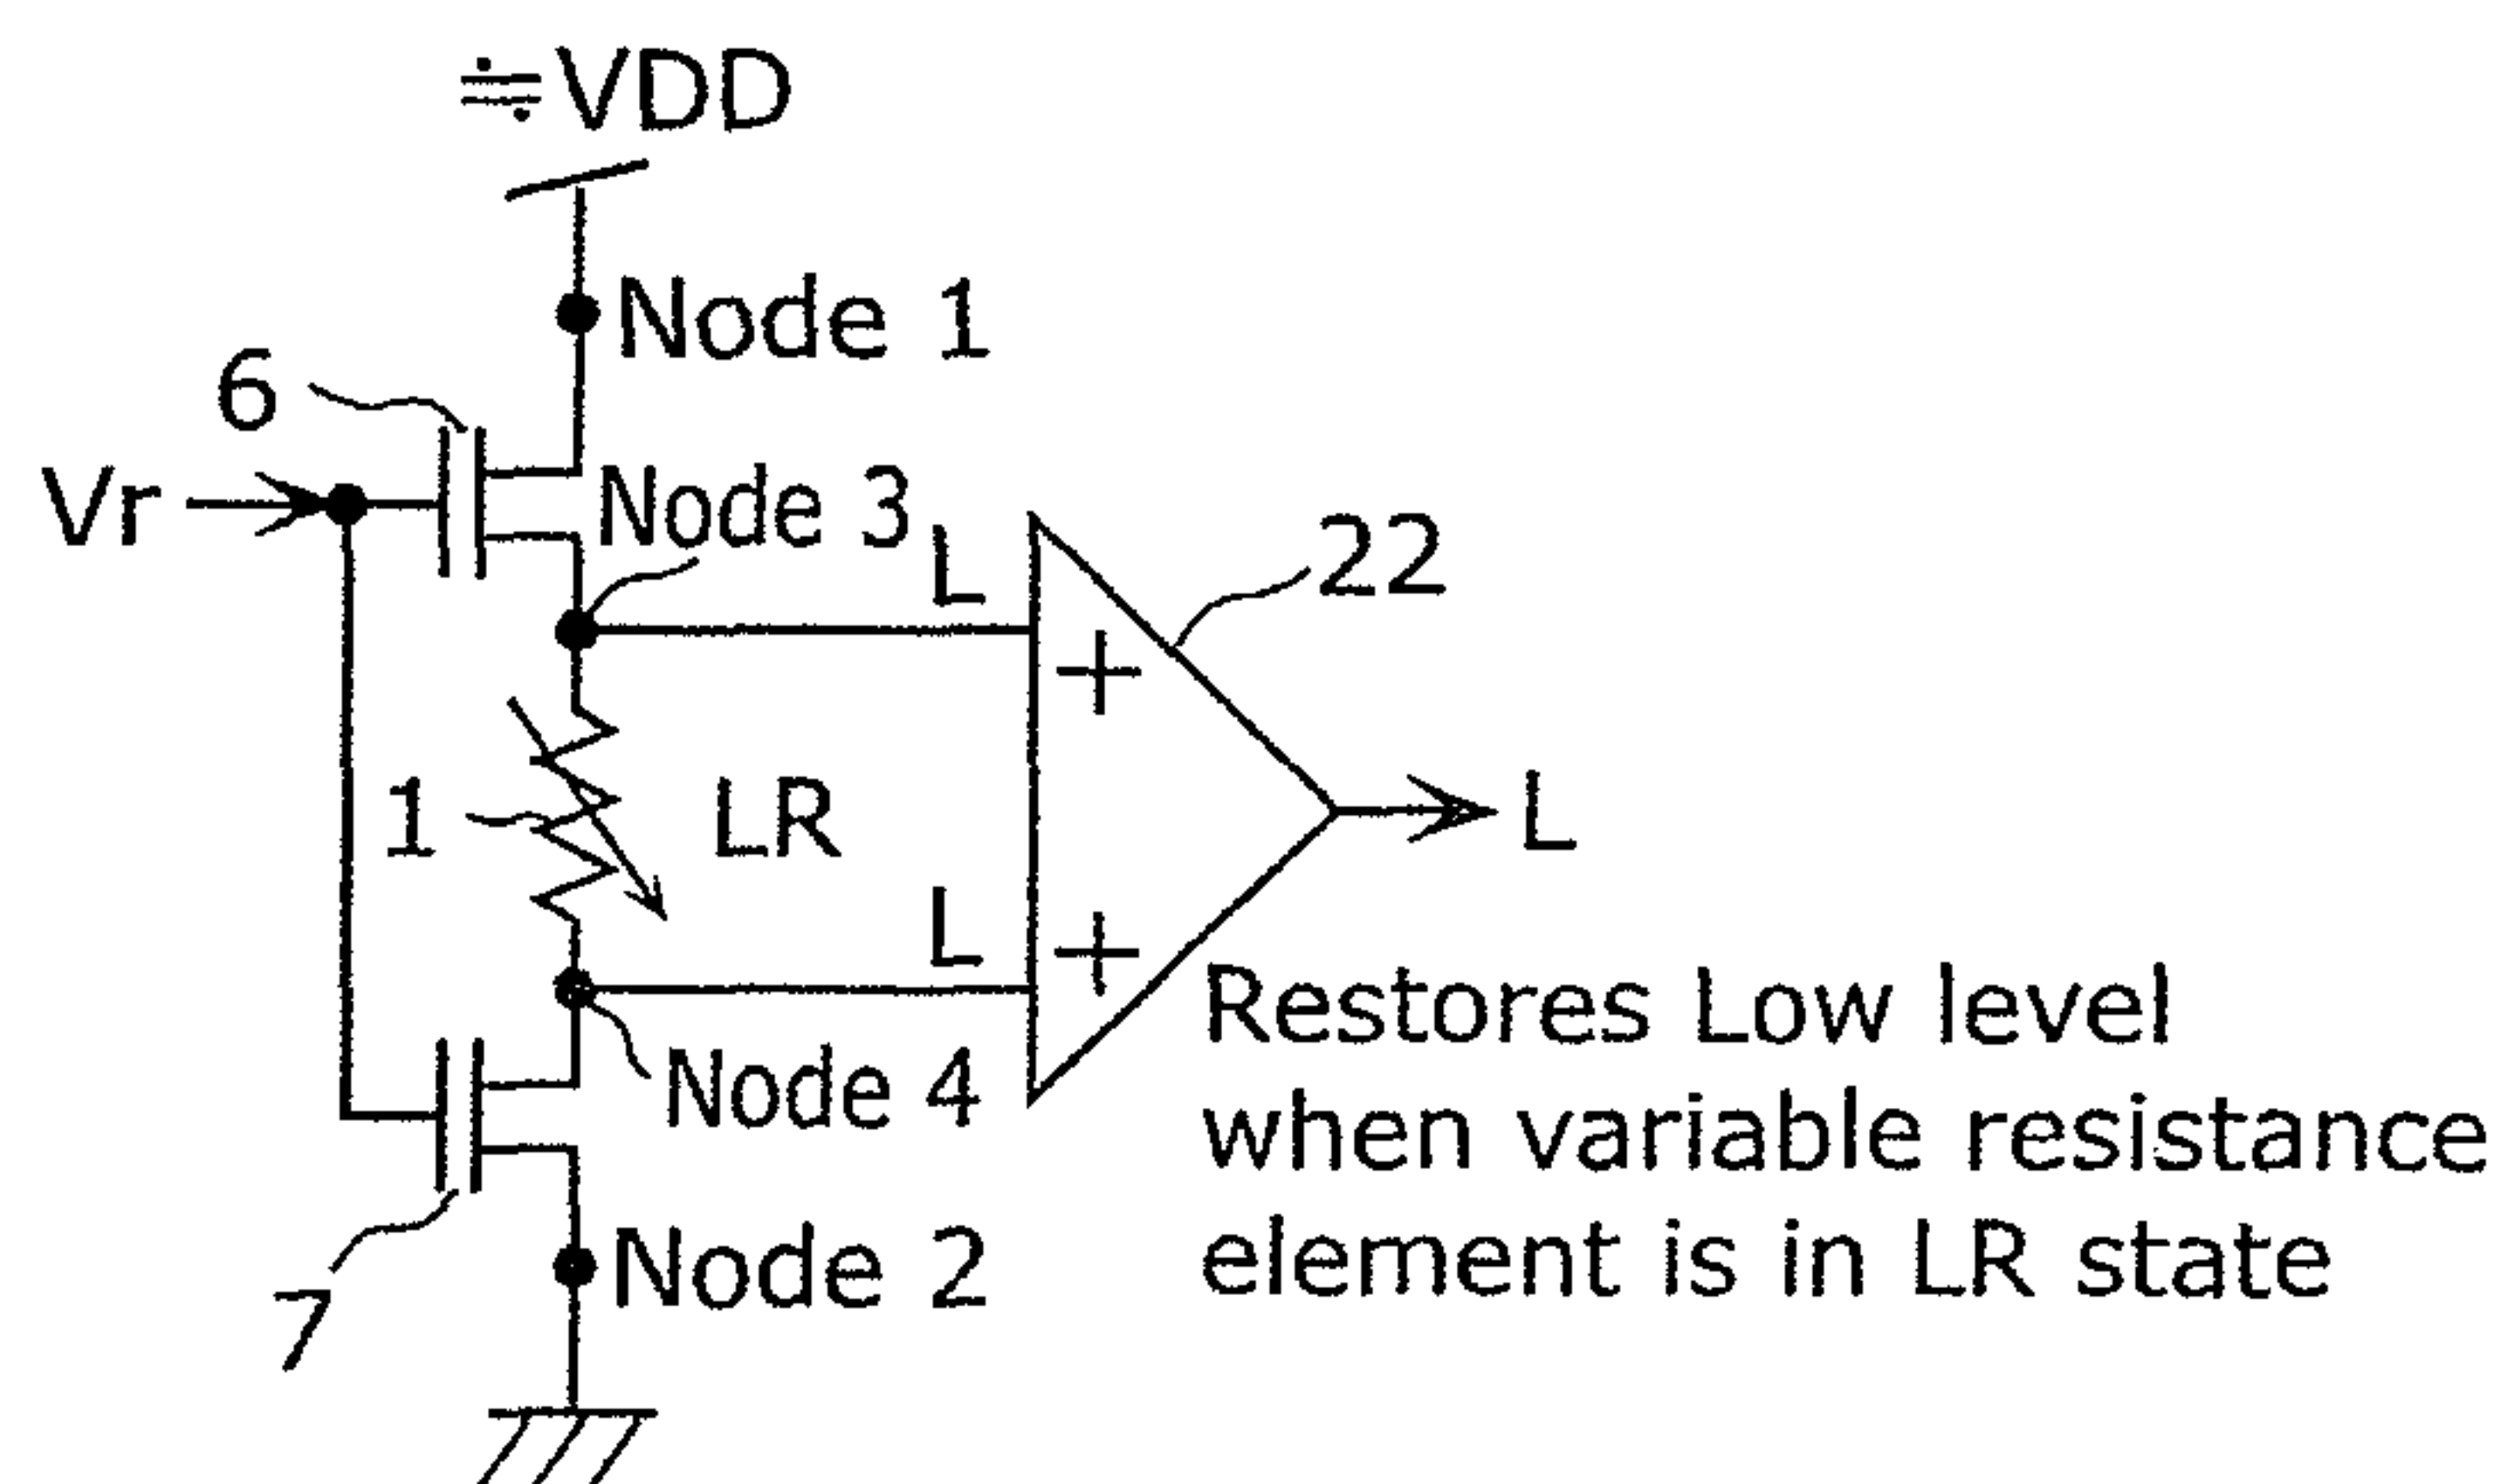 ≒VDD
Node 1
6
Vr
Node 3
L
22
+
1
LR
L
L
+
Node 4
Restores Low level
when variable resistance
element is in LR state
7
Node 2